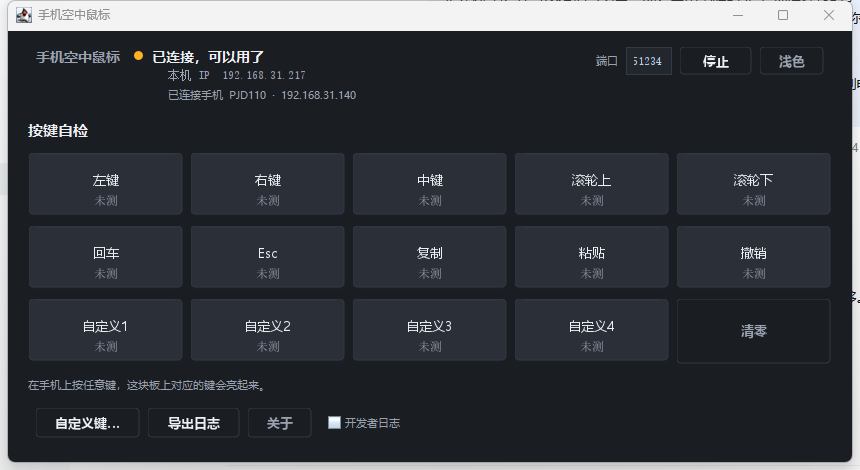 手机空中鼠标
手机空中鼠标 已连接，可以用了 端口 51234 停止 浅色
本机 IP 192.168.31.217
已连接手机 PJD110 · 192.168.31.140
按键自检
左键 右键 中键 滚轮上 滚轮下
未测 未测 未测 未测 未测
回车 Esc 复制 粘贴 撤销
未测 未测 未测 未测 未测
自定义1 自定义2 自定义3 自定义4 清零
未测 未测 未测 未测
在手机上按任意键，这块板上对应的键会亮起来。
自定义键... 导出日志 关于 开发者日志